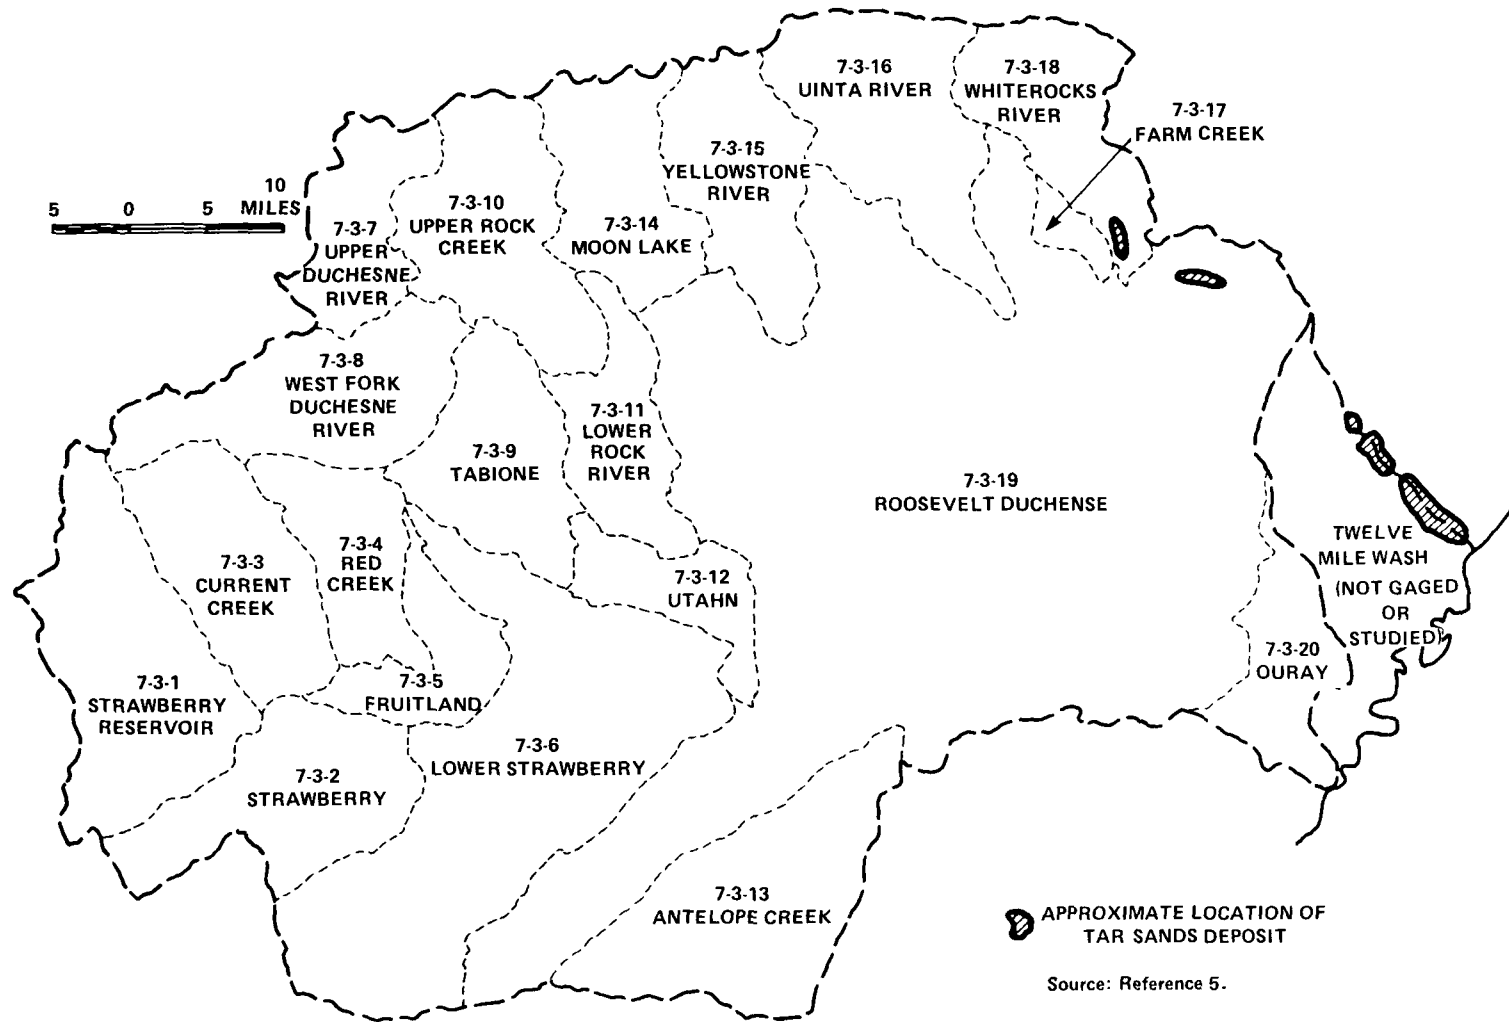 7-3-16
UINTA RIVER
7-3-18
WHITEROCKS
RIVER
7-3-17
FARM CREEK
7-3-15
YELLOWSTONE
RIVER
5 0 5 10
MILES
7-3-10
UPPER ROCK
CREEK
7-3-14
MOON LAKE
7-3-7
UPPER
DUCHESNE
RIVER
7-3-8
WEST FORK
DUCHESNE
RIVER
7-3-11
LOWER
ROCK
RIVER
7-3-9
TABIONE
7-3-19
ROOSEVELT DUCHENSE
7-3-3
CURRENT
CREEK
7-3-4
RED
CREEK
7-3-12
UTAHN
TWELVE
MILE WASH
(NOT GAGED
OR
STUDIED)
7-3-20
OURAY
7-3-1
STRAWBERRY
RESERVOIR
7-3-5
FRUITLAND
7-3-6
LOWER STRAWBERRY
7-3-2
STRAWBERRY
7-3-13
ANTELOPE CREEK
APPROXIMATE LOCATION OF
TAR SANDS DEPOSIT
Source: Reference 5.